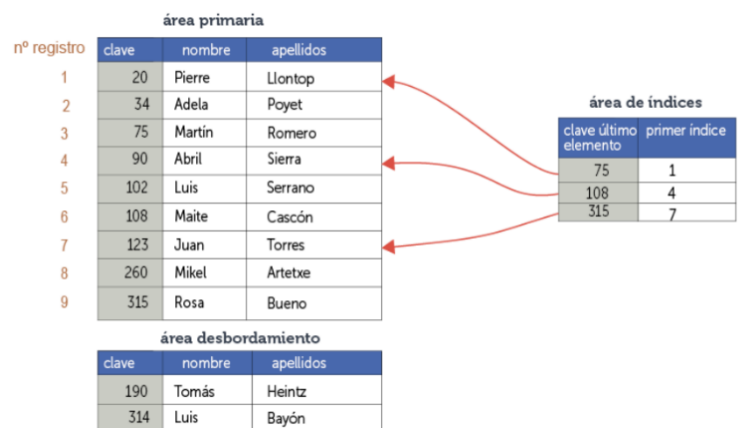 área primaria
nº registro clave nombre apellidos
1 20 Pierre Llontop
2 34 Adela Poyet
3 75 Martín Romero
4 90 Abril Sierra
5 102 Luis Serrano
6 108 Maite Cascón
7 123 Juan Torres
8 260 Mikel Artetxe
9 315 Rosa Bueno
área desbordamiento
clave nombre apellidos
190 Tomás Heintz
314 Luis Bayón
área de índices
clave último elemento primer índice
75 1
108 4
315 7